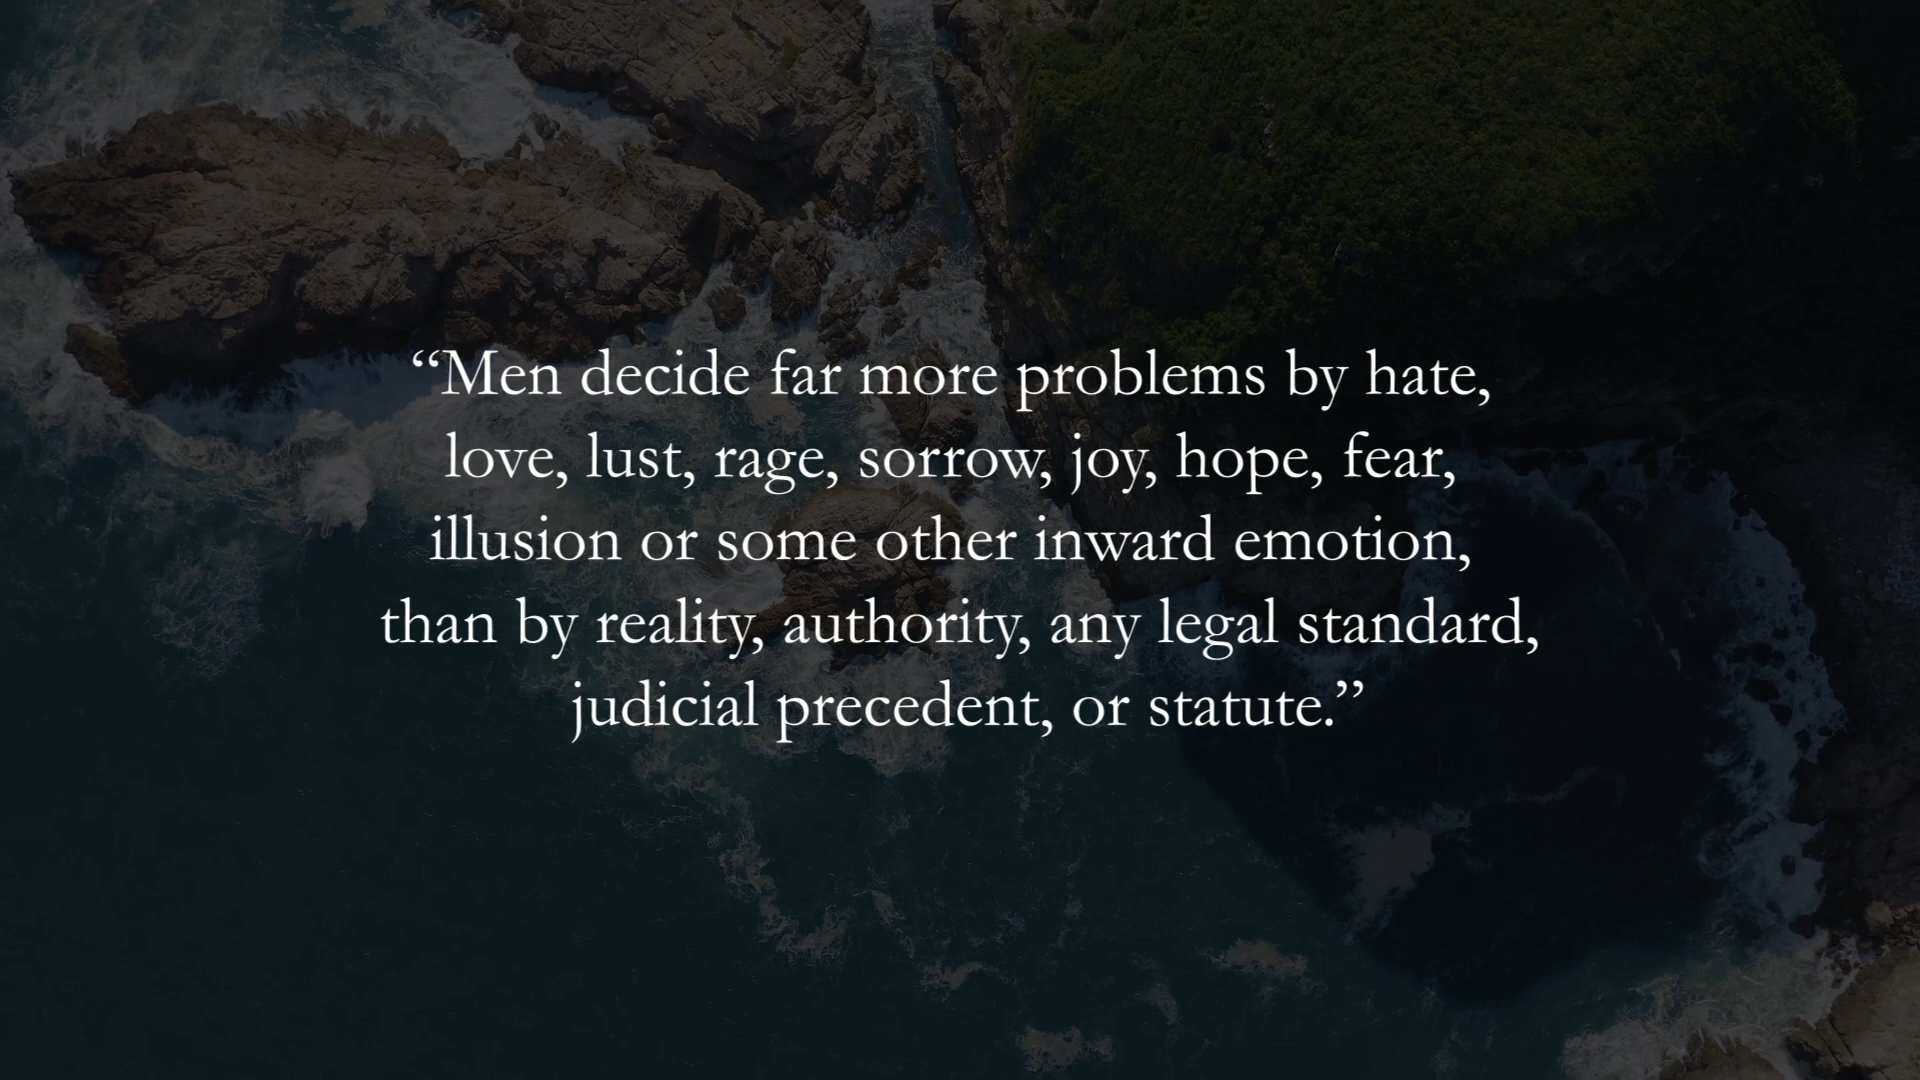 “Men decide far more problems by hate,
love, lust, rage, sorrow, joy, hope, fear,
illusion or some other inward emotion,
than by reality, authority, any legal standard,
judicial precedent, or statute.”